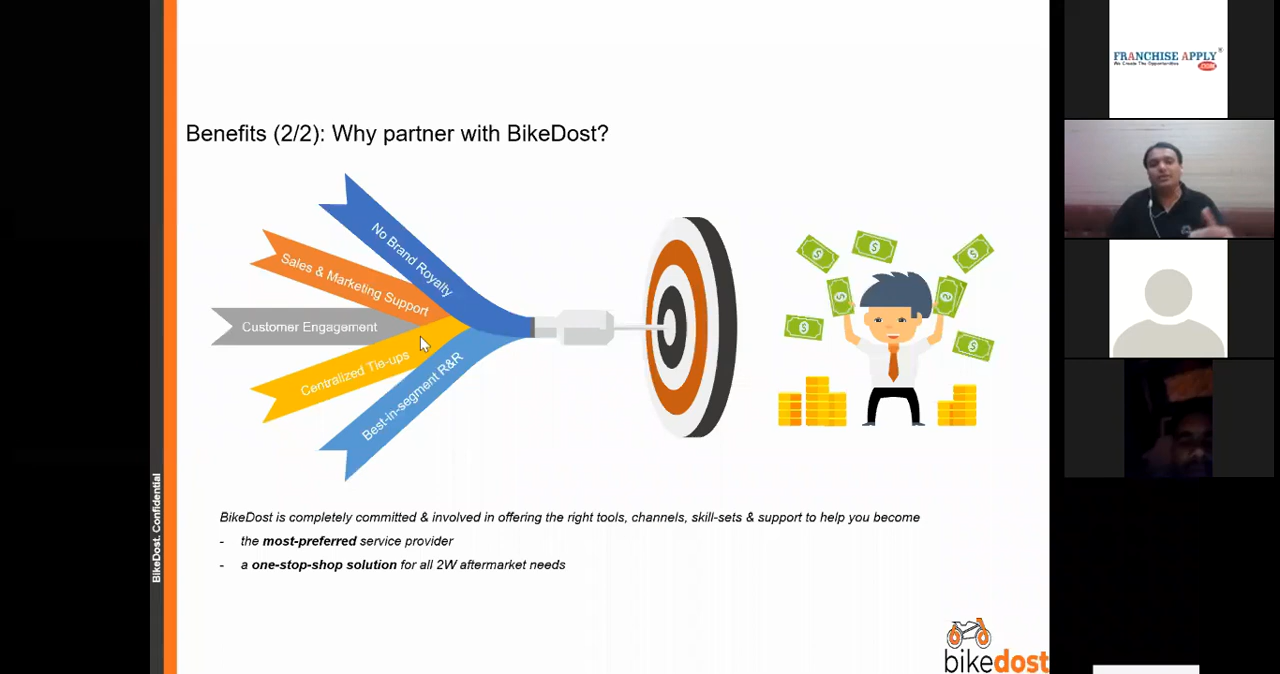 Benefits (2/2): Why partner with BikeDost?
No Brand Royalty
Sales & Marketing Support
Customer Engagement
Centralized Tie-ups
Best-in-segment R&R
BikeDost is completely committed & involved in offering the right tools, channels, skill-sets & support to help you become
- the most-preferred service provider
- a one-stop-shop solution for all 2W aftermarket needs
BikeDost. Confidential
bikedost
FRANCHISE APPLY
We Create The Opportunities
.COM